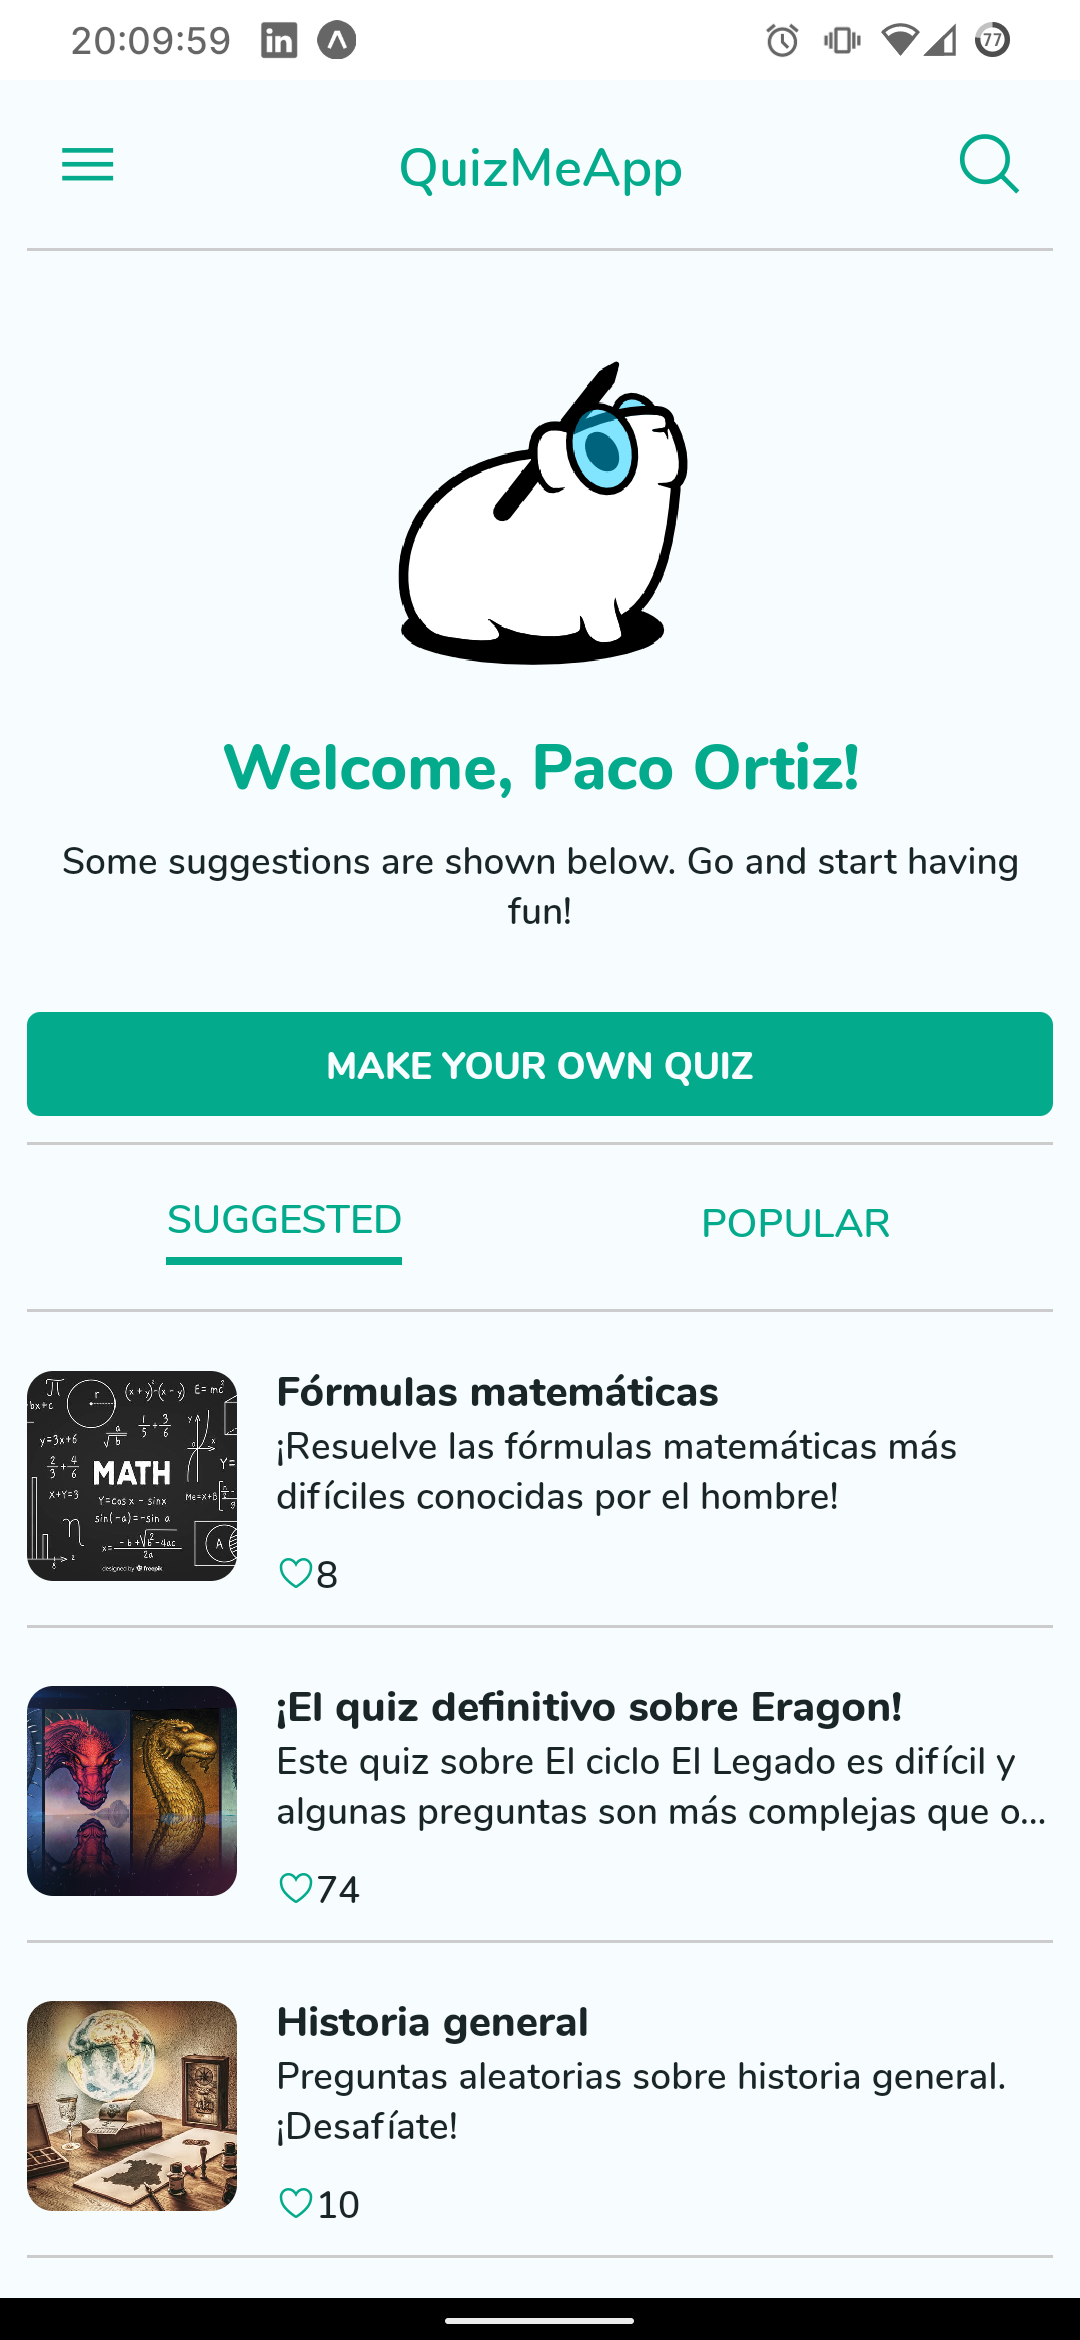 20:09:59
77
QuizMeApp
Welcome, Paco Ortiz!
Some suggestions are shown below. Go and start having
fun!
MAKE YOUR OWN QUIZ
SUGGESTED
POPULAR
MATH
Fórmulas matemáticas
¡Resuelve las fórmulas matemáticas más
difíciles conocidas por el hombre!
8
¡El quiz definitivo sobre Eragon!
Este quiz sobre El ciclo El Legado es difícil y
algunas preguntas son más complejas que o...
74
Historia general
Preguntas aleatorias sobre historia general.
¡Desafíate!
10